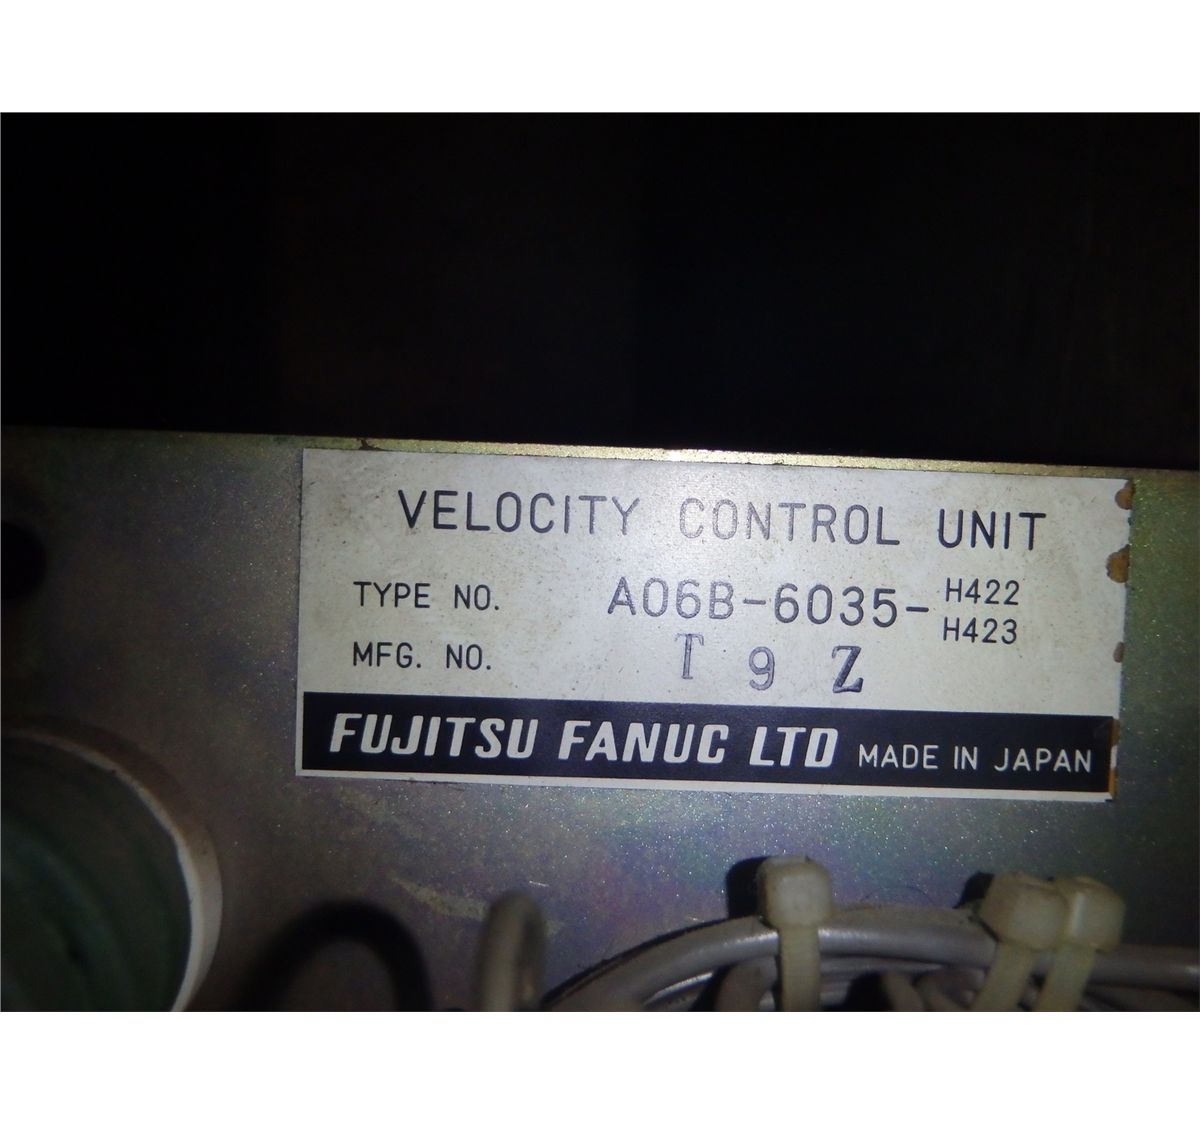 VELOCITY CONTROL UNIT
TYPE NO. A06B-6035-H422
H423
MFG. NO. T 9 Z
FUJITSU FANUC LTD MADE IN JAPAN